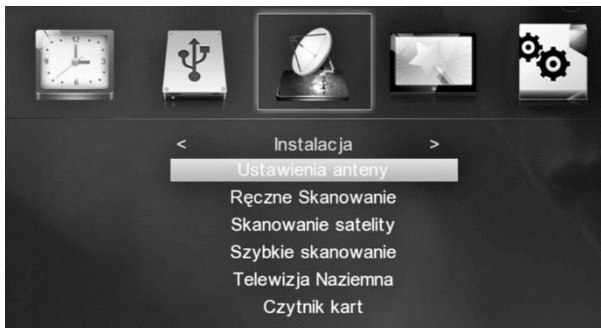 < Instalacja >
Ustawienia anteny
Ręczne Skanowanie
Skanowanie satelity
Szybkie skanowanie
Telewizja Naziemna
Czytnik kart